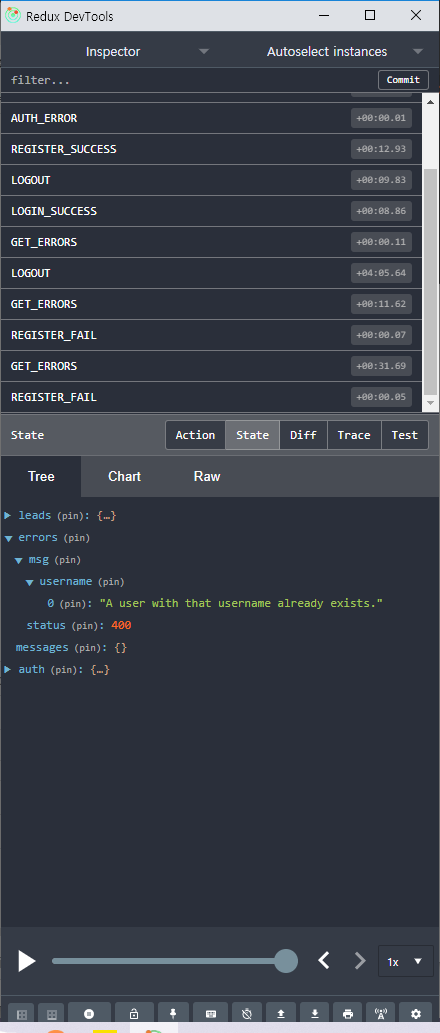 Redux DevTools
Inspector Autoselect instances
filter... Commit
AUTH_ERROR +00:00.01
REGISTER_SUCCESS +00:12.93
LOGOUT +00:09.83
LOGIN_SUCCESS +00:08.86
GET_ERRORS +00:00.11
LOGOUT +04:05.64
GET_ERRORS +00:11.62
REGISTER_FAIL +00:00.07
GET_ERRORS +00:31.69
REGISTER_FAIL +00:00.05
State Action State Diff Trace Test
Tree Chart Raw
leads (pin): {…}
errors (pin)
msg (pin)
username (pin)
0 (pin): "A user with that username already exists."
status (pin): 400
messages (pin): {}
auth (pin): {…}
1x